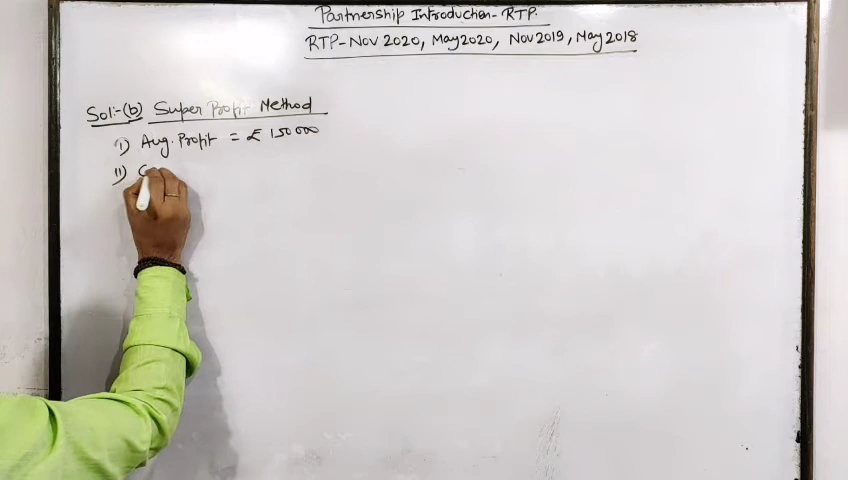 Partnership Introduction - RTP.
RTP - Nov 2020, May 2020, Nov 2019, May 2018
Sol:-(b) Super Profit Method
i) Avg. Profit = ₹ 150000
ii) C